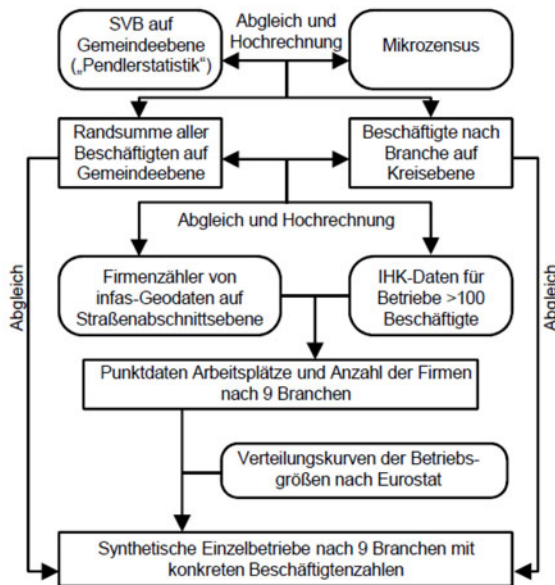 SVB auf
Gemeindeebene
(„Pendlerstatistik“)
Abgleich und
Hochrechnung
Mikrozensus
Randsumme aller
Beschäftigten auf
Gemeindeebene
Beschäftigte nach
Branche auf
Kreisebene
Abgleich und Hochrechnung
Abgleich
Firmenzähler von
infas-Geodaten auf
Straßenabschnittsebene
IHK-Daten für
Betriebe >100
Beschäftigte
Abgleich
Punktdaten Arbeitsplätze und Anzahl der Firmen
nach 9 Branchen
Verteilungskurven der Betriebs-
größen nach Eurostat
Synthetische Einzelbetriebe nach 9 Branchen mit
konkreten Beschäftigtenzahlen